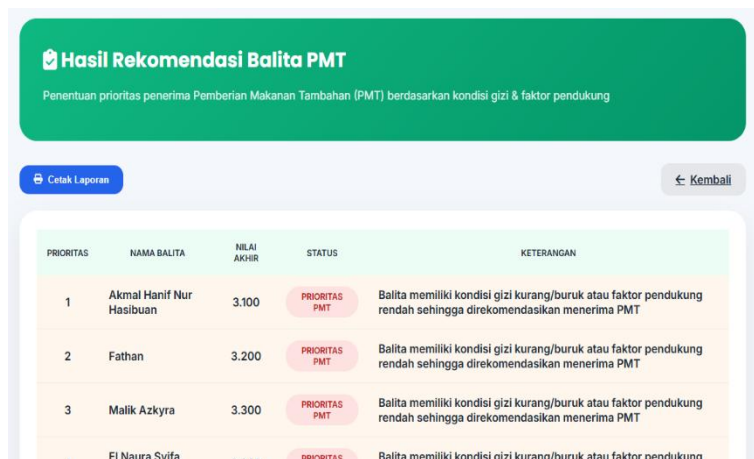 Hasil Rekomendasi Balita PMT
Penentuan prioritas penerima Pemberian Makanan Tambahan (PMT) berdasarkan kondisi gizi & faktor pendukung
Cetak Laporan
← Kembali
PRIORITAS NAMA BALITA NILAI AKHIR STATUS KETERANGAN
1 Akmal Hanif Nur Hasibuan 3.100 PRIORITAS PMT Balita memiliki kondisi gizi kurang/buruk atau faktor pendukung
rendah sehingga direkomendasikan menerima PMT
2 Fathan 3.200 PRIORITAS PMT Balita memiliki kondisi gizi kurang/buruk atau faktor pendukung
rendah sehingga direkomendasikan menerima PMT
3 Malik Azkyra 3.300 PRIORITAS PMT Balita memiliki kondisi gizi kurang/buruk atau faktor pendukung
rendah sehingga direkomendasikan menerima PMT
El Naura Syifa PRIORITAS Balita memiliki kondisi gizi kurang/buruk atau faktor pendukung